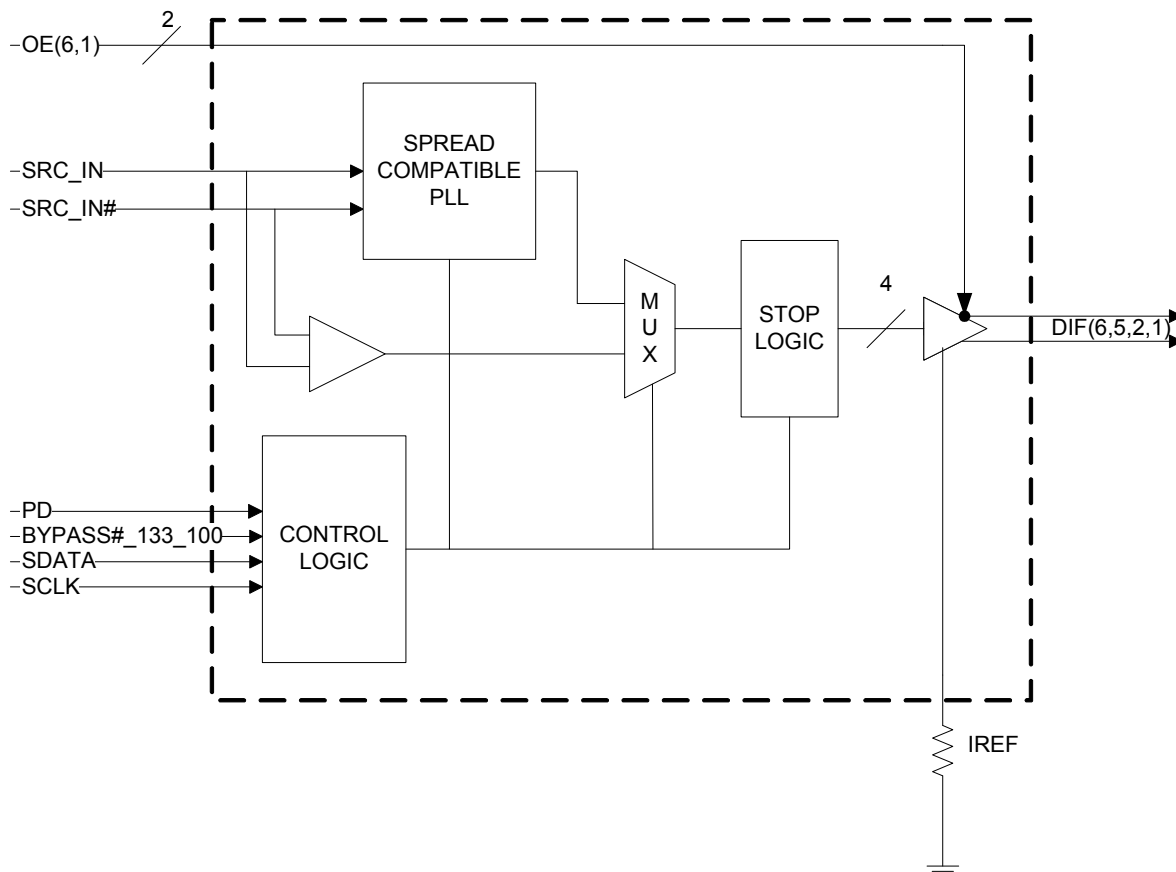 2
OE(6,1)
SPREAD
COMPATIBLE
PLL
SRC_IN
SRC_IN#
M
U
X
STOP
LOGIC
4
DIF(6,5,2,1)
PD
BYPASS#_133_100
SDATA
SCLK
CONTROL
LOGIC
IREF